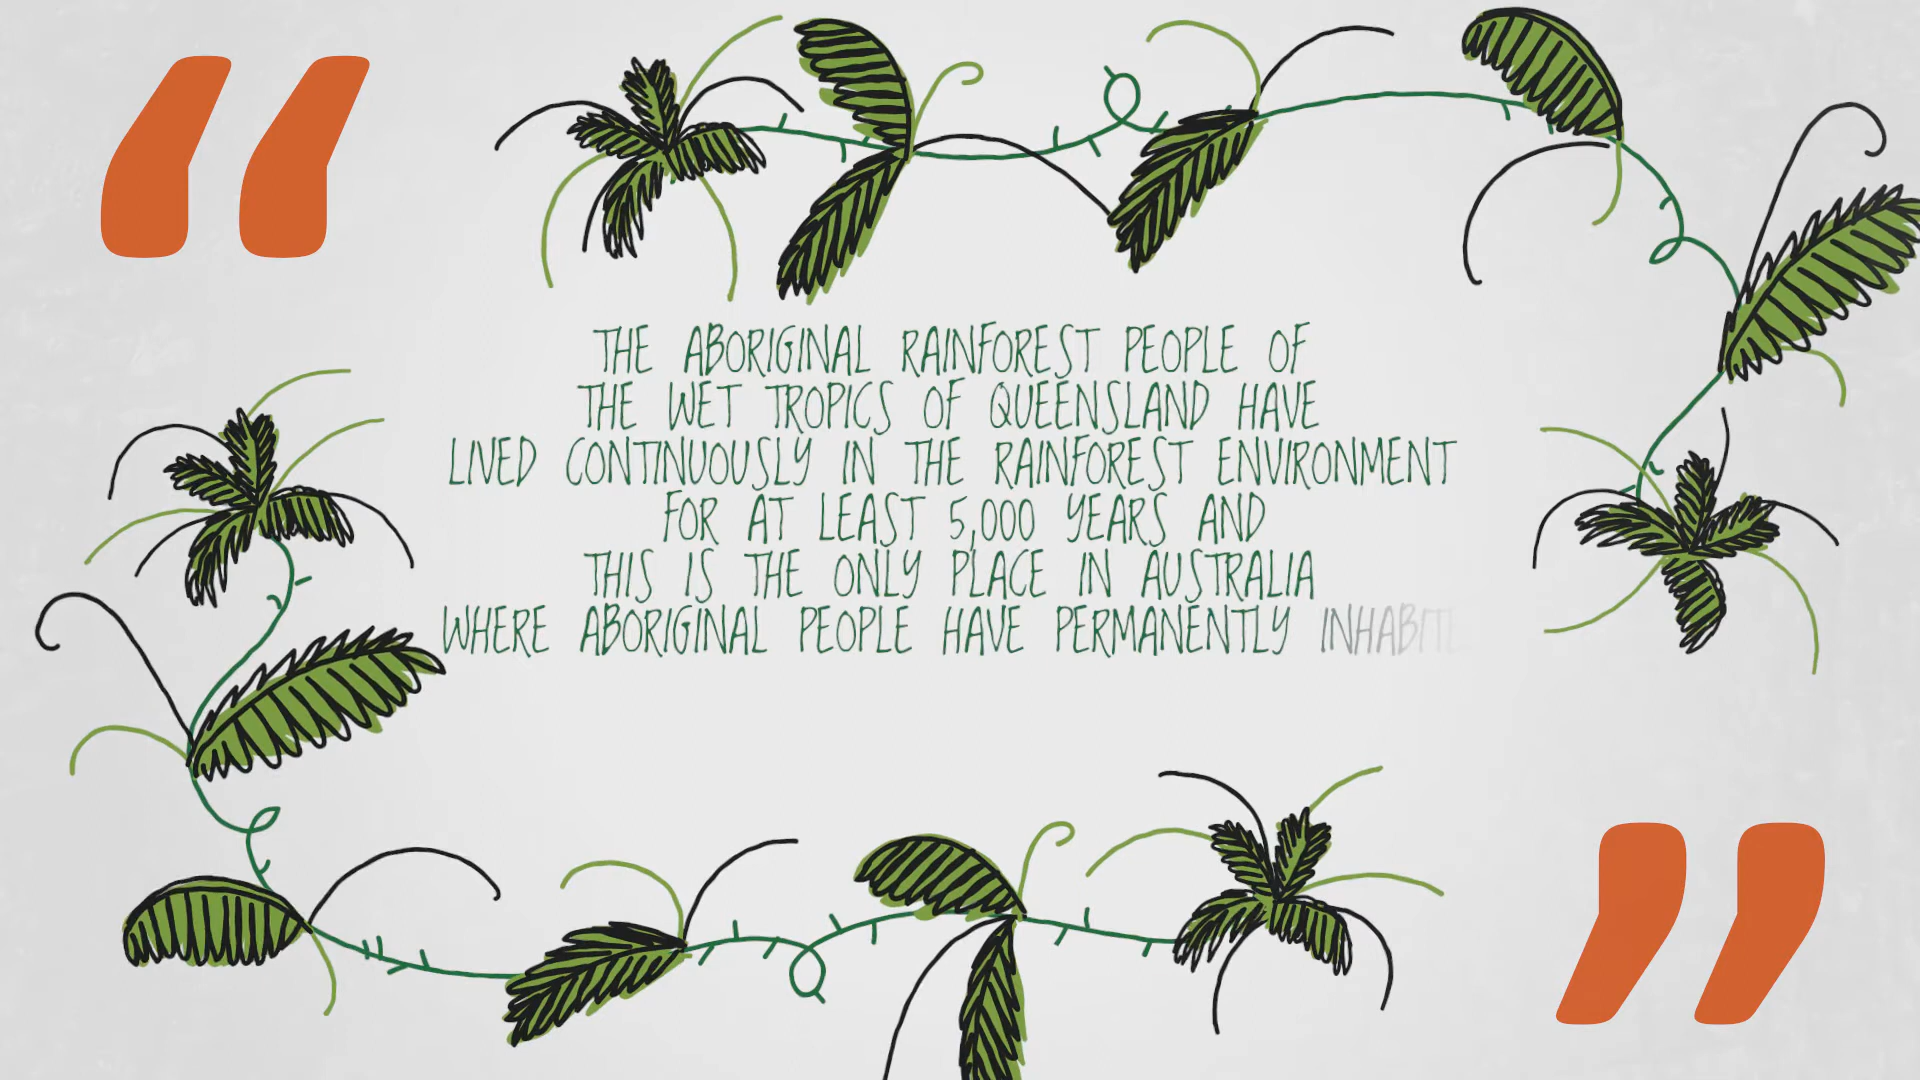 “
THE ABORIGINAL RAINFOREST PEOPLE OF
THE WET TROPICS OF QUEENSLAND HAVE
LIVED CONTINUOUSLY IN THE RAINFOREST ENVIRONMENT
FOR AT LEAST 5,000 YEARS AND
THIS IS THE ONLY PLACE IN AUSTRALIA
WHERE ABORIGINAL PEOPLE HAVE PERMANENTLY
”